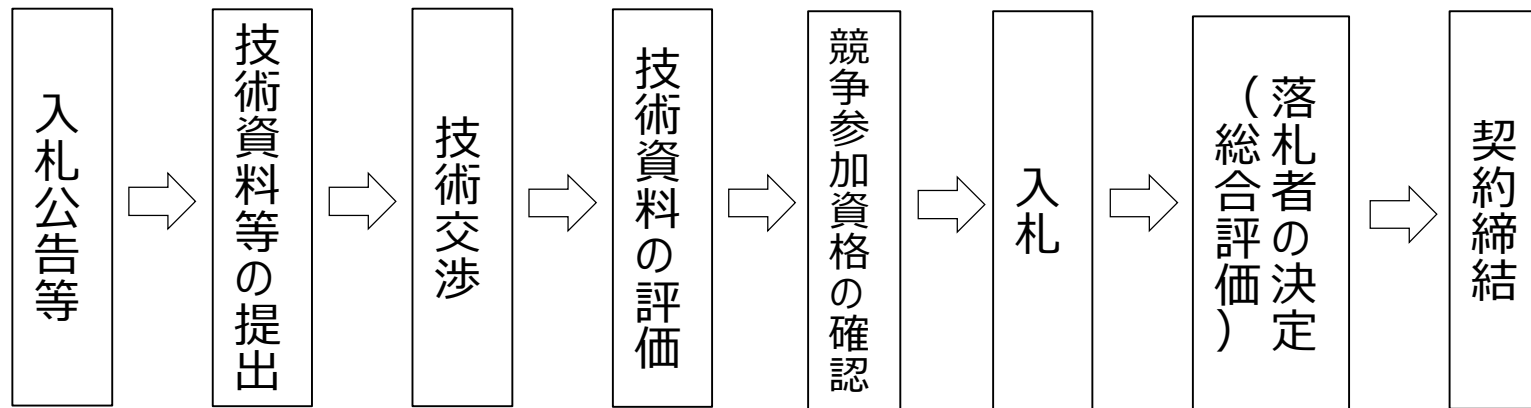 入札公告等
技術資料等の提出
技術交渉
技術資料の評価
競争参加資格の確認
入札
落札者の決定
（総合評価）
契約締結